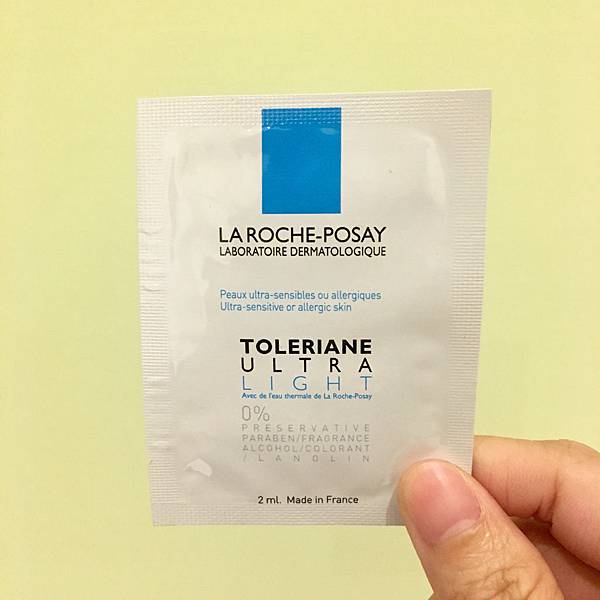 LA ROCHE-POSAY
LABORATOIRE DERMATOLOGIQUE
Peaux ultra-sensibles ou allergiques
Ultra-sensitive or allergic skin
TOLERIANE
ULTRA
LIGHT
Avec de l'eau thermale de La Roche-Posay
0%
PRESERVATIVE
PARABEN/FRAGRANCE
ALCOHOL/COLORANT
/LANOLIN
2 ml. Made in France